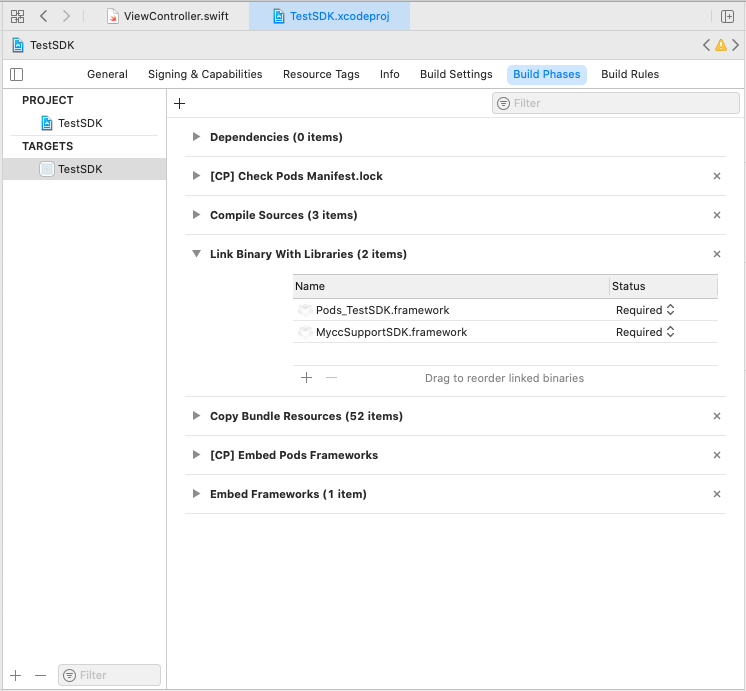 ViewController.swift
TestSDK.xcodeproj
TestSDK
General
Signing & Capabilities
Resource Tags
Info
Build Settings
Build Phases
Build Rules
PROJECT
TestSDK
TARGETS
TestSDK
Filter
Dependencies (0 items)
[CP] Check Pods Manifest.lock
Compile Sources (3 items)
Link Binary With Libraries (2 items)
Name Status
Pods_TestSDK.framework Required
MyccSupportSDK.framework Required
Drag to reorder linked binaries
Copy Bundle Resources (52 items)
[CP] Embed Pods Frameworks
Embed Frameworks (1 item)
Filter